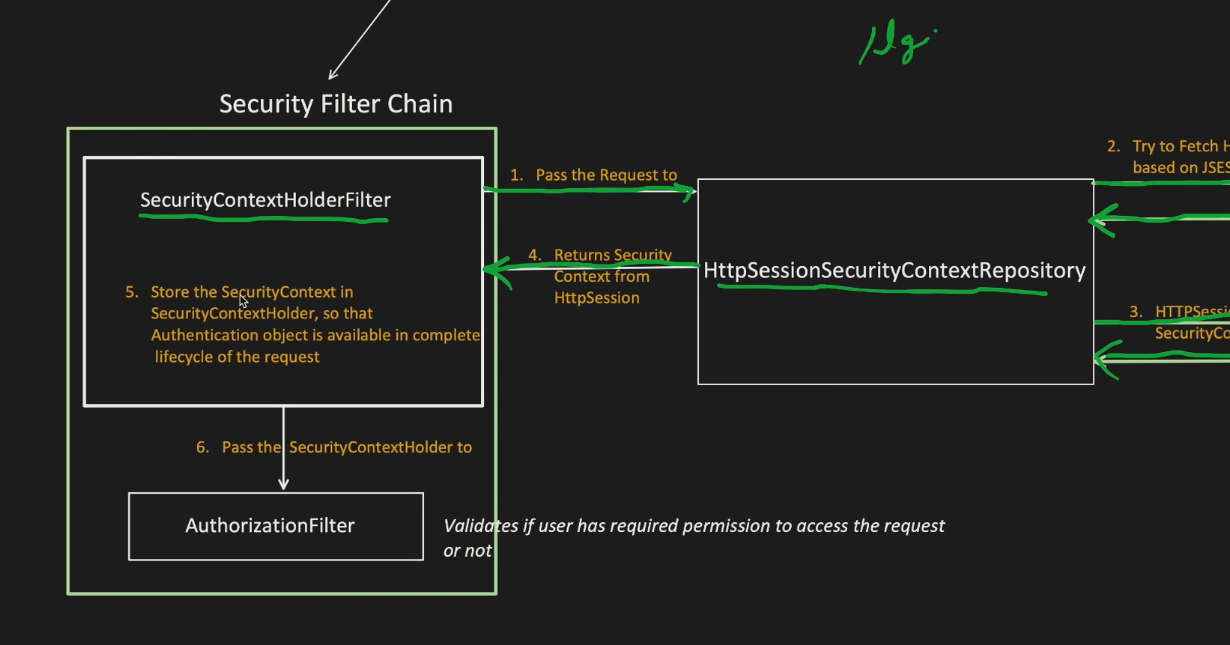 Security Filter Chain
SecurityContextHolderFilter
1. Pass the Request to
2. Try to Fetch
based on
4. Returns Security
Context from
HttpSession
HttpSessionSecurityContextRepository
5. Store the SecurityContext in
SecurityContextHolder, so that
Authentication object is available in complete
lifecycle of the request
3.
6. Pass the SecurityContextHolder to
AuthorizationFilter
Validates if user has required permission to access the request
or not